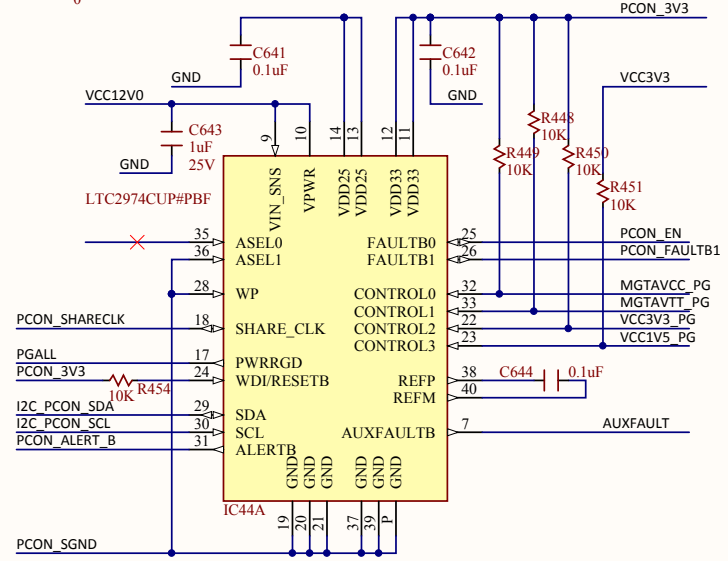 0
PCON_3V3
C641
0.1uF
C642
0.1uF
GND
GND
VCC3V3
VCC12V0
C643
1uF
25V
GND
R448
10K
R449
10K
R450
10K
R451
10K
9
10
14
13
12
11
VIN_SNS
VPWR
VDD25
VDD25
VDD33
VDD33
LTC2974CUP#PBF
35
ASEL0
36
ASEL1
28
WP
PCON_SHARECLK
18
SHARE_CLK
PGALL
17
PWRRGD
PCON_3V3
R454
10K
24
WDI/RESETB
I2C_PCON_SDA
29
SDA
I2C_PCON_SCL
30
SCL
PCON_ALERT_B
31
ALERTB
FAULTB0
25
PCON_EN
FAULTB1
26
PCON_FAULTB1
CONTROL0
32
MGTAVCC_PG
CONTROL1
33
MGTAVTT_PG
CONTROL2
22
VCC3V3_PG
CONTROL3
23
VCC1V5_PG
REFP
38
C644
0.1uF
REFM
40
AUXFAULTB
7
AUXFAULT
GND
GND
GND
GND
GND
GND
IC44A
19
20
21
37
39
P
PCON_SGND